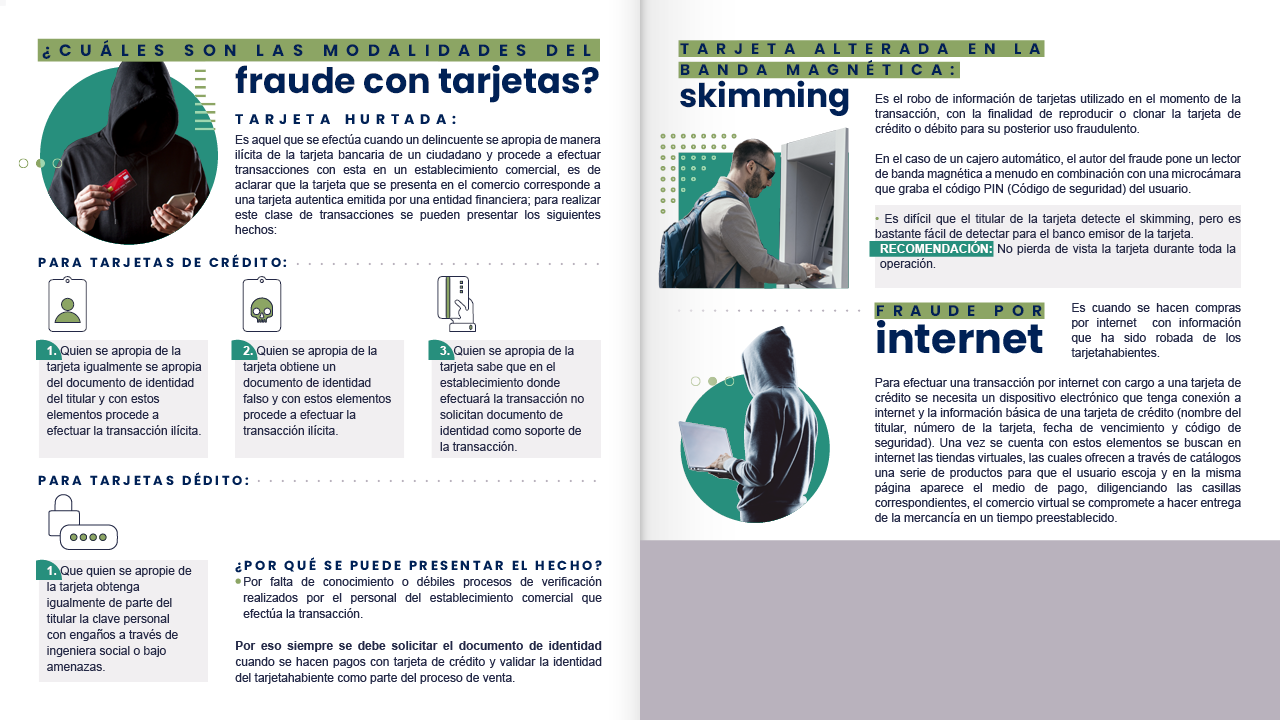 ¿CUÁLES SON LAS MODALIDADES DEL
fraude con tarjetas?
TARJETA HURTADA:
Es aquel que se efectúa cuando un delincuente se apropia de manera
ilícita de la tarjeta bancaria de un ciudadano y procede a efectuar
transacciones con esta en un establecimiento comercial, es de
aclarar que la tarjeta que se presenta en el comercio corresponde a
una tarjeta autentica emitida por una entidad financiera; para realizar
este clase de transacciones se pueden presentar los siguientes
hechos:
PARA TARJETAS DE CRÉDITO:
1. Quien se apropia de la
tarjeta igualmente se apropia
del documento de identidad
del titular y con estos
elementos procede a
efectuar la transacción ilícita.
2. Quien se apropia de la
tarjeta obtiene un
documento de identidad
falso y con estos elementos
procede a efectuar la
transacción ilícita.
3. Quien se apropia de la
tarjeta sabe que en el
establecimiento donde
efectuará la transacción no
solicitan documento de
identidad como soporte de
la transacción.
PARA TARJETAS DÉDITO:
1. Que quien se apropie de
la tarjeta obtenga
igualmente de parte del
titular la clave personal
con engaños a través de
ingeniera social o bajo
amenazas.
¿POR QUÉ SE PUEDE PRESENTAR EL HECHO?
• Por falta de conocimiento o débiles procesos de verificación
realizados por el personal del establecimiento comercial que
efectúa la transacción.
Por eso siempre se debe solicitar el documento de identidad
cuando se hacen pagos con tarjeta de crédito y validar la identidad
del tarjetahabiente como parte del proceso de venta.
TARJETA ALTERADA EN LA
BANDA MAGNÉTICA:
skimming
Es el robo de información de tarjetas utilizado en el momento de la
transacción, con la finalidad de reproducir o clonar la tarjeta de
crédito o débito para su posterior uso fraudulento.
En el caso de un cajero automático, el autor del fraude pone un lector
de banda magnética a menudo en combinación con una microcámara
que graba el código PIN (Código de seguridad) del usuario.
• Es difícil que el titular de la tarjeta detecte el skimming, pero es
bastante fácil de detectar para el banco emisor de la tarjeta.
RECOMENDACIÓN: No pierda de vista la tarjeta durante toda la
operación.
FRAUDE POR
internet
Es cuando se hacen compras
por internet con información
que ha sido robada de los
tarjetahabientes.
Para efectuar una transacción por internet con cargo a una tarjeta de
crédito se necesita un dispositivo electrónico que tenga conexión a
internet y la información básica de una tarjeta de crédito (nombre del
titular, número de la tarjeta, fecha de vencimiento y código de
seguridad). Una vez se cuenta con estos elementos se buscan en
internet las tiendas virtuales, las cuales ofrecen a través de catálogos
una serie de productos para que el usuario escoja y en la misma
página aparece el medio de pago, diligenciando las casillas
correspondientes, el comercio virtual se compromete a hacer entrega
de la mercancía en un tiempo preestablecido.